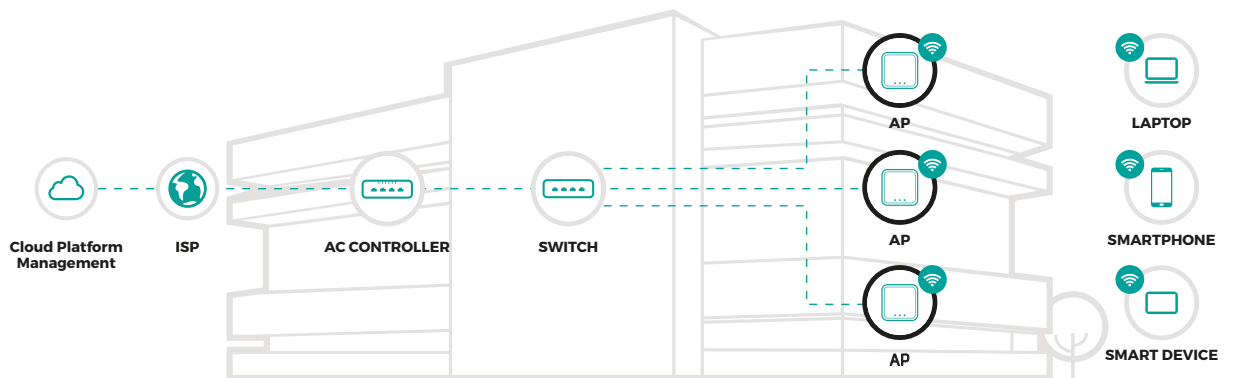 AP
LAPTOP
Cloud Platform
Management
ISP
AC CONTROLLER
SWITCH
AP
SMARTPHONE
AP
SMART DEVICE